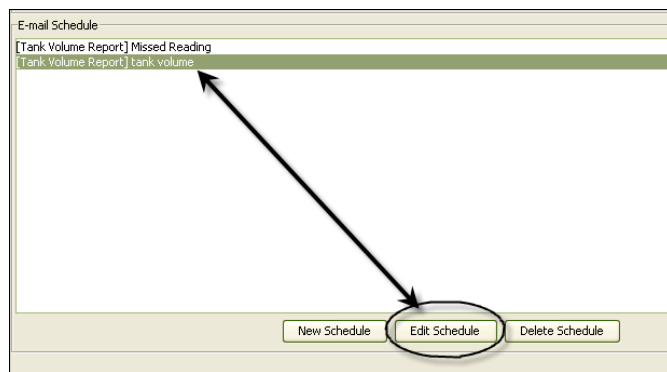 E-mail Schedule
[Tank Volume Report] Missed Reading
[Tank Volume Report] tank volume
New Schedule
Edit Schedule
Delete Schedule